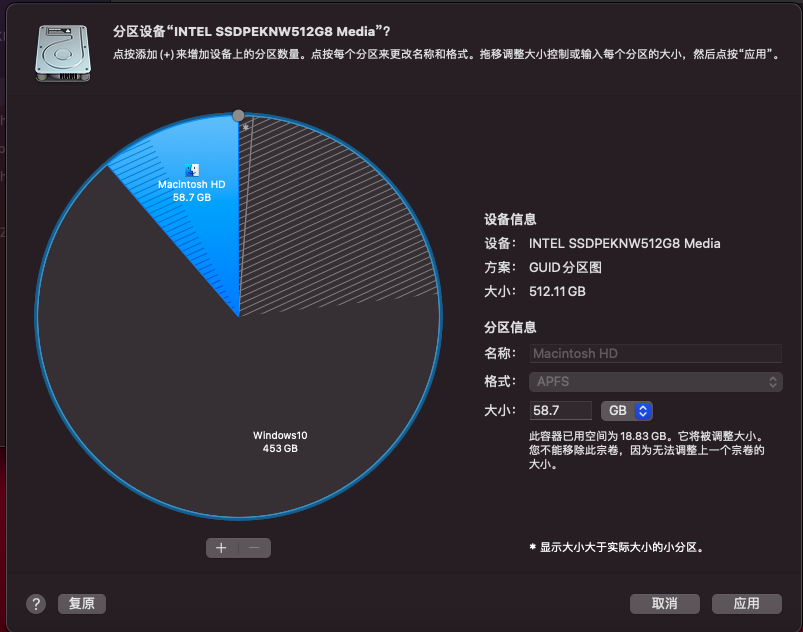 分区设备“INTEL SSDPEKNW512G8 Media”?
点按添加 (+) 来增加设备上的分区数量。点按每个分区来更改名称和格式。拖移调整大小控制或输入每个分区的大小，然后点按“应用”。
*
Macintosh HD
58.7 GB
Windows10
453 GB
设备信息
设备： INTEL SSDPEKNW512G8 Media
方案： GUID 分区图
大小： 512.11 GB
分区信息
名称： Macintosh HD
格式： APFS
大小： 58.7 GB
此容器已用空间为 18.83 GB。它将被调整大小。
您不能移除此宗卷，因为无法调整上一个宗卷的
大小。
+ −
* 显示大小大于实际大小的小分区。
? 复原 取消 应用